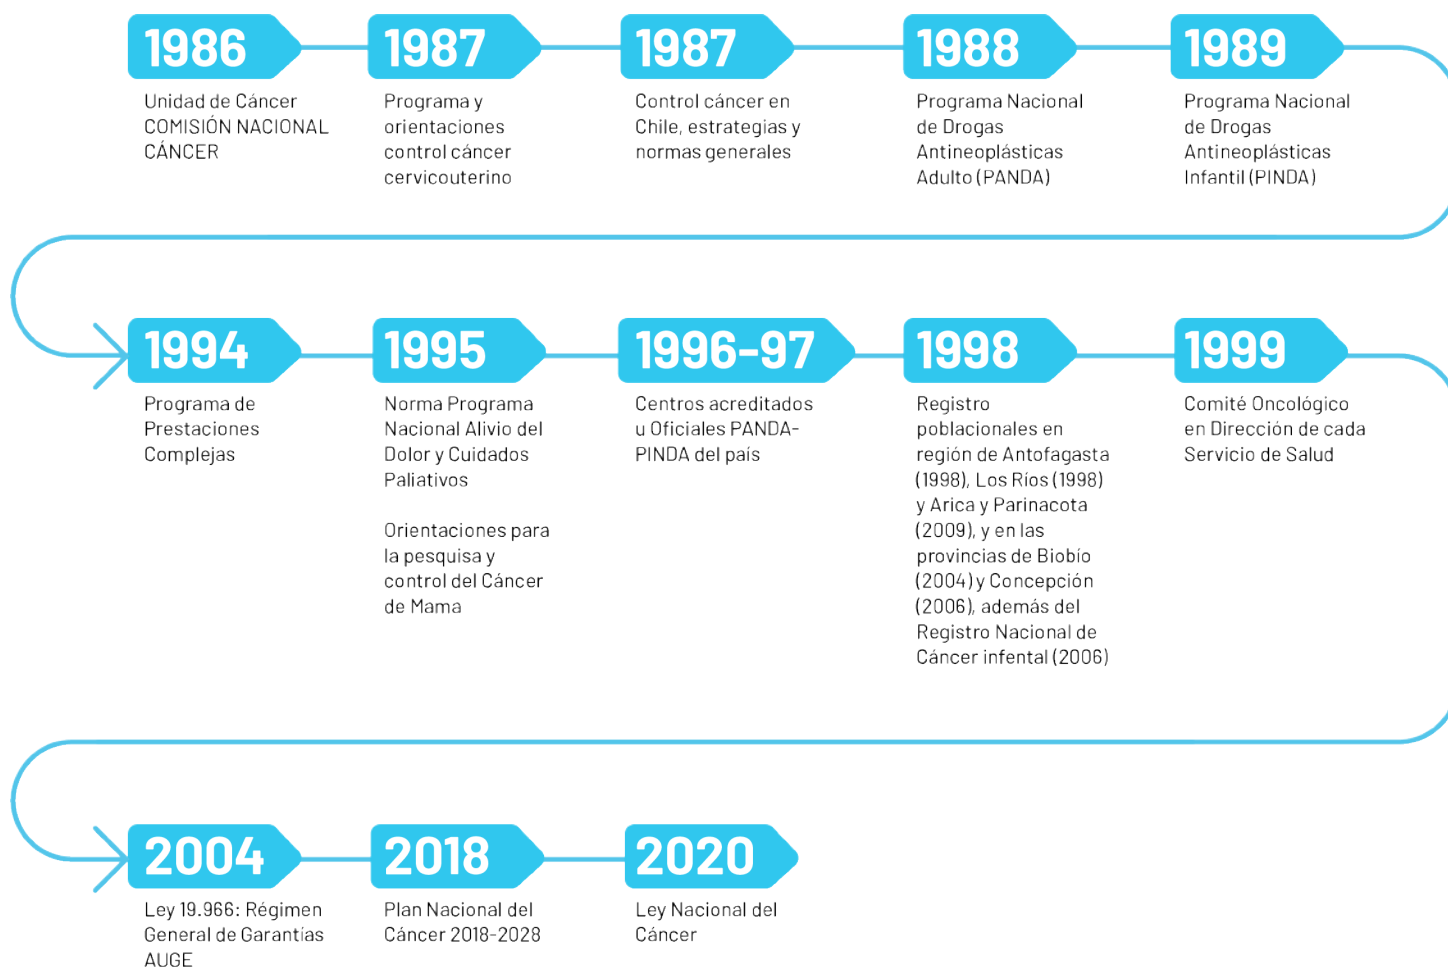 1986
Unidad de Cáncer
COMISIÓN NACIONAL
CÁNCER
1987
Programa y
orientaciones
control cáncer
cervicouterino
1987
Control cáncer en
Chile, estrategias y
normas generales
1988
Programa Nacional
de Drogas
Antineoplásticas
Adulto (PANDA)
1989
Programa Nacional
de Drogas
Antineoplásticas
Infantil (PINDA)
1994
Programa de
Prestaciones
Complejas
1995
Norma Programa
Nacional Alivio del
Dolor y Cuidados
Paliativos
Orientaciones para
la pesquisa y
control del Cáncer
de Mama
1996-97
Centros acreditados
u Oficiales PANDA-
PINDA del país
1998
Registro
poblacionales en
región de Antofagasta
(1998), Los Ríos (1998)
y Arica y Parinacota
(2009), y en las
provincias de Biobío
(2004) y Concepción
(2006), además del
Registro Nacional de
Cáncer infental (2006)
1999
Comité Oncológico
en Dirección de cada
Servicio de Salud
2004
Ley 19.966: Régimen
General de Garantías
AUGE
2018
Plan Nacional del
Cáncer 2018-2028
2020
Ley Nacional del
Cáncer